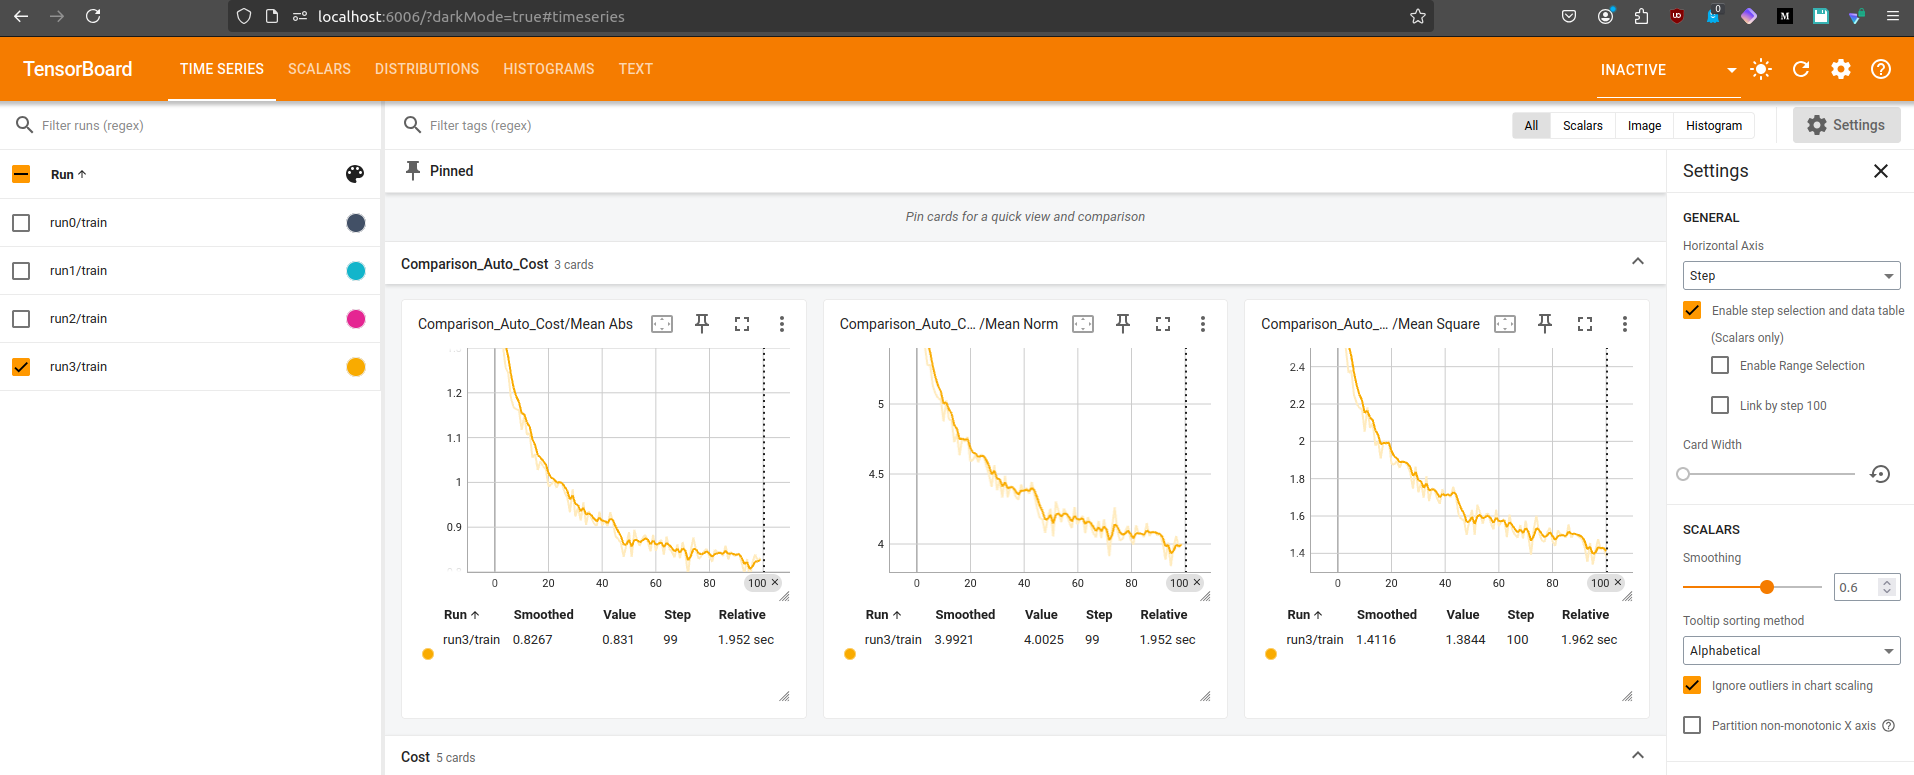 localhost:6006/?darkMode=true#timeseries
0
M
TensorBoard
TIME SERIES SCALARS DISTRIBUTIONS HISTOGRAMS TEXT
INACTIVE
Filter runs (regex)
Run
run0/train
run1/train
run2/train
run3/train
Filter tags (regex)
All Scalars Image Histogram
Settings
Pinned
Pin cards for a quick view and comparison
Comparison_Auto_Cost 3 cards
Comparison_Auto_Cost/Mean Abs
1.2
1.1
1
0.9
0 20 40 60 80 100
Run Smoothed Value Step Relative
run3/train 0.8267 0.831 99 1.952 sec
Comparison_Auto_C... /Mean Norm
5
4.5
4
0 20 40 60 80 100
Run Smoothed Value Step Relative
run3/train 3.9921 4.0025 99 1.952 sec
Comparison_Auto_... /Mean Square
2.4
2.2
2
1.8
1.6
1.4
0 20 40 60 80 100
Run Smoothed Value Step Relative
run3/train 1.4116 1.3844 100 1.962 sec
Cost 5 cards
Settings
GENERAL
Horizontal Axis
Step
Enable step selection and data table
(Scalars only)
Enable Range Selection
Link by step 100
Card Width
SCALARS
Smoothing
0.6
Tooltip sorting method
Alphabetical
Ignore outliers in chart scaling
Partition non-monotonic X axis